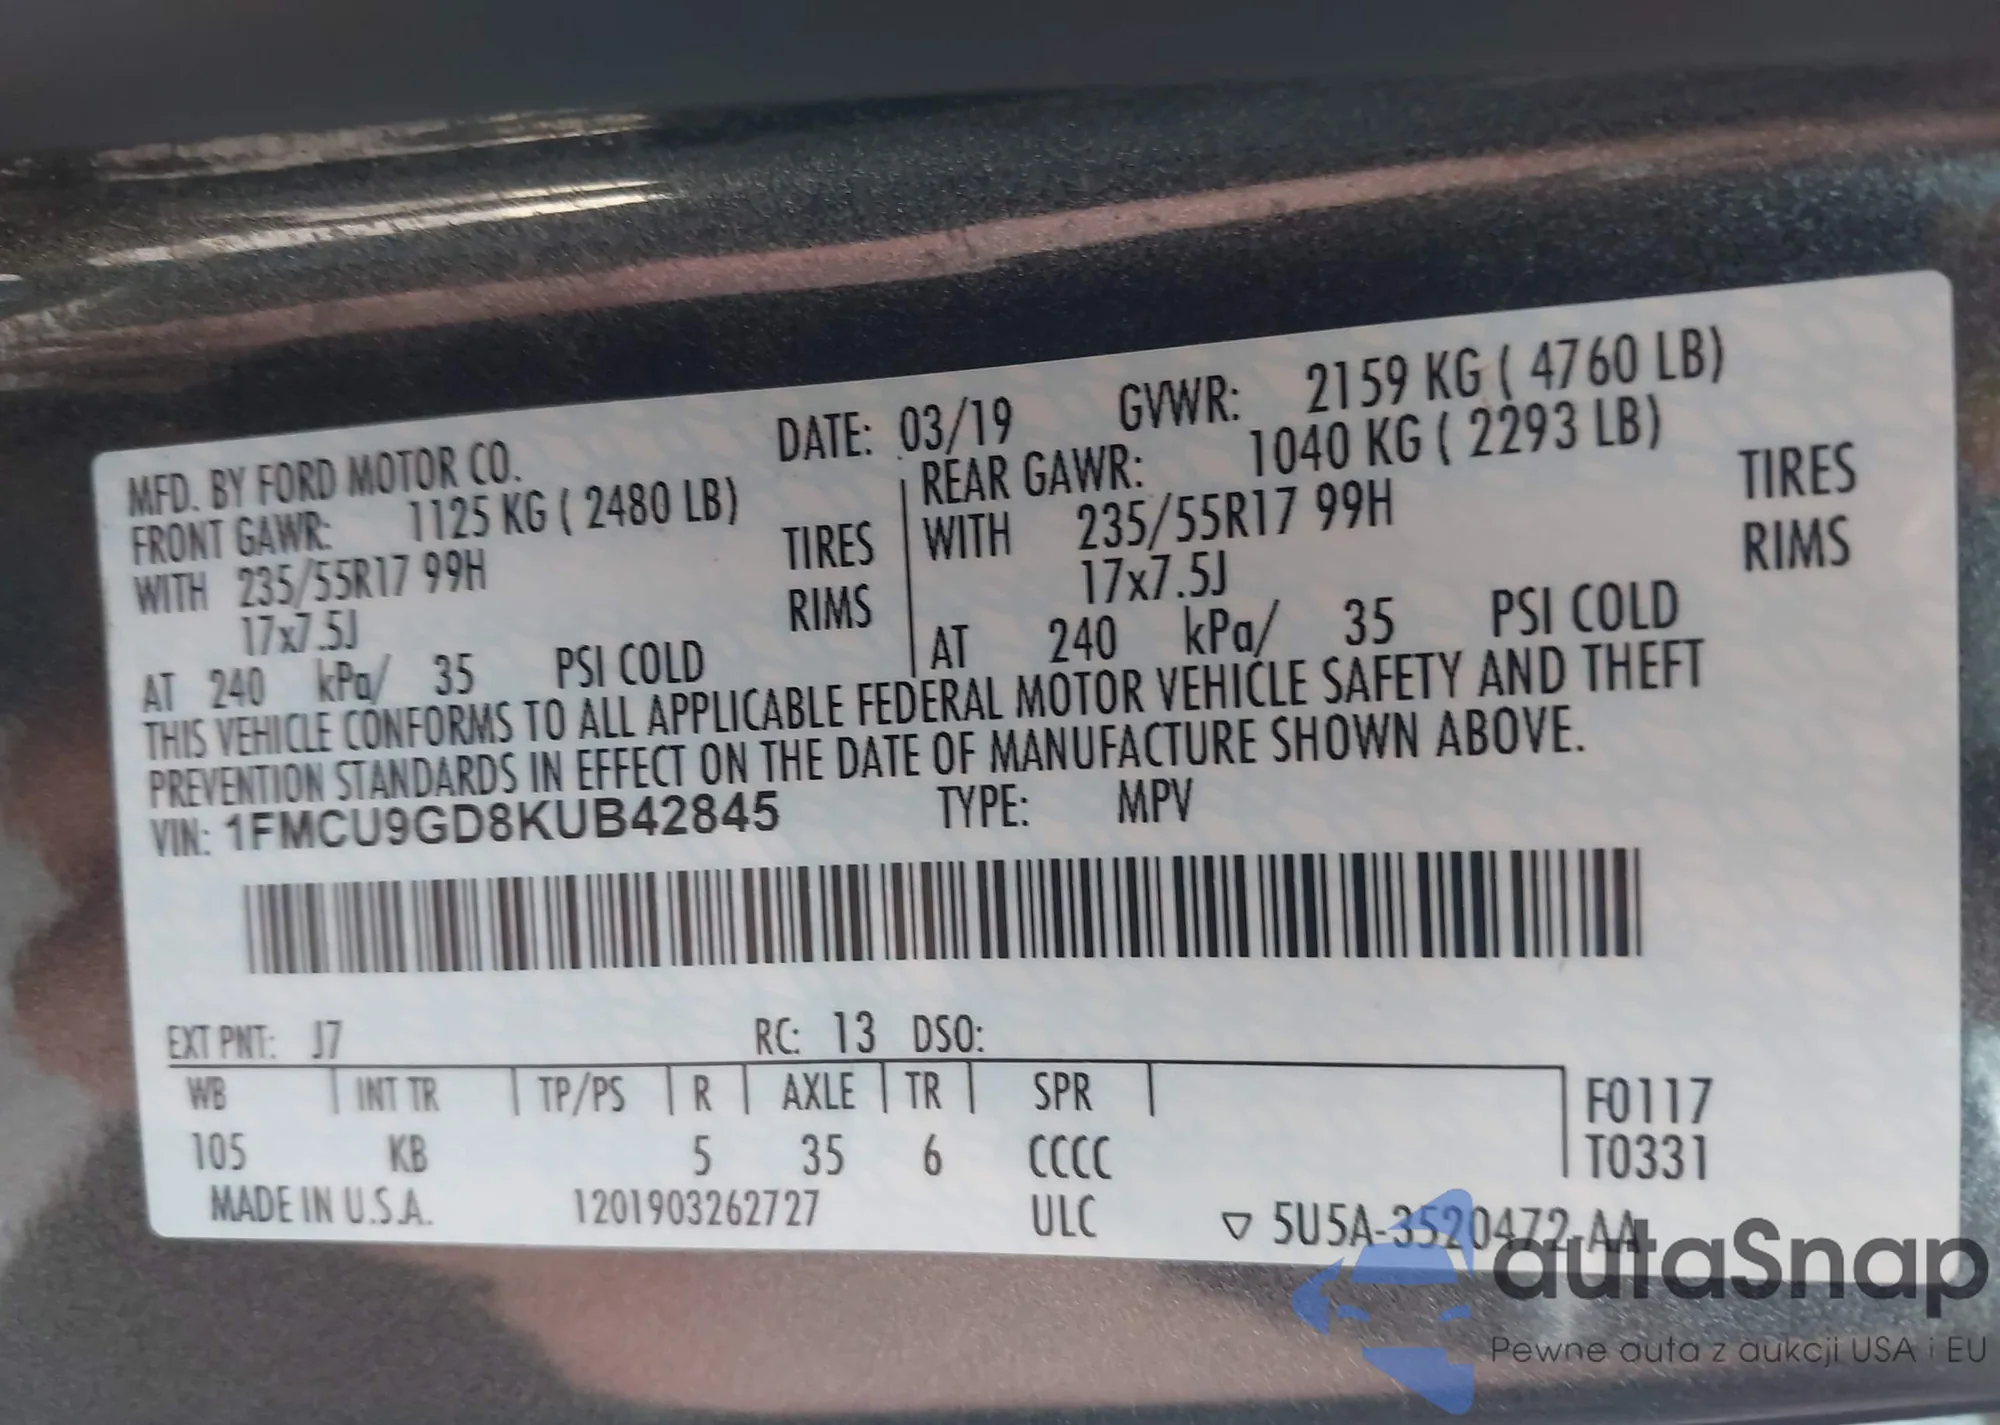 MFD. BY FORD MOTOR CO. DATE: 03/19 GVWR: 2159 KG ( 4760 LB)
FRONT GAWR: 1125 KG ( 2480 LB) REAR GAWR: 1040 KG ( 2293 LB)
WITH 235/55R17 99H TIRES WITH 235/55R17 99H TIRES
17x7.5J RIMS 17x7.5J RIMS
AT 240 kPa/ 35 PSI COLD AT 240 kPa/ 35 PSI COLD
THIS VEHICLE CONFORMS TO ALL APPLICABLE FEDERAL MOTOR VEHICLE SAFETY AND THEFT
PREVENTION STANDARDS IN EFFECT ON THE DATE OF MANUFACTURE SHOWN ABOVE.
VIN: 1FMCU9GD8KUB42845 TYPE: MPV
EXT PNT: J7 RC: 13 DSO:
WB INT TR TP/PS R AXLE TR SPR F0117
105 KB 5 35 6 CCCC T0331
MADE IN U.S.A. 1201903262727 ULC ▽ 5U5A-3520472-AA
autaSnap
Pewne auta z aukcji USA i EU